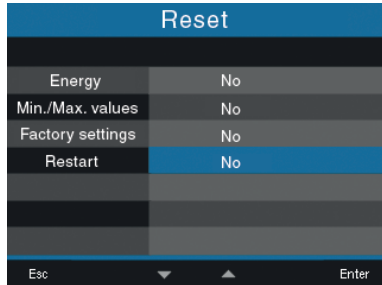 Reset
Energy No
Min./Max. values No
Factory settings No
Restart No
Esc Enter